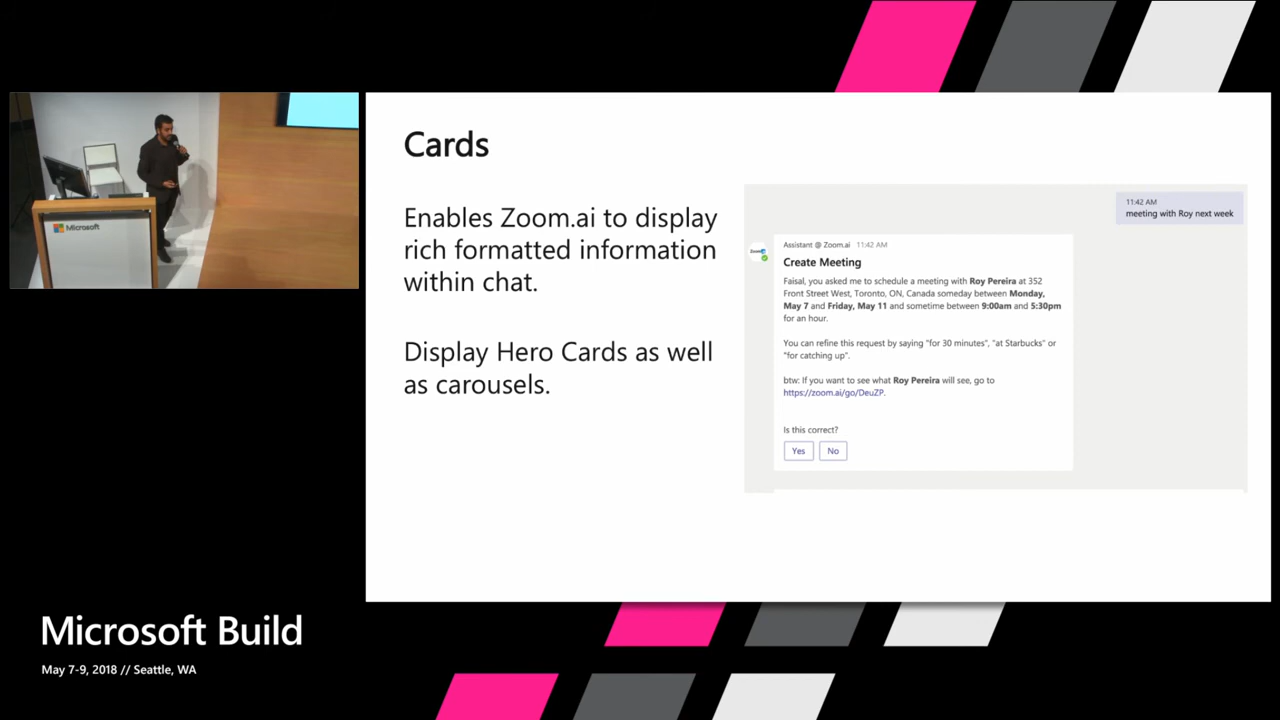 Microsoft
Cards
Enables Zoom.ai to display
rich formatted information
within chat.
Display Hero Cards as well
as carousels.
11:42 AM
meeting with Roy next week
Assistant @ Zoom.ai 11:42 AM
Create Meeting
Faisal, you asked me to schedule a meeting with Roy Pereira at 352
Front Street West, Toronto, ON, Canada someday between Monday,
May 7 and Friday, May 11 and sometime between 9:00am and 5:30pm
for an hour.
You can refine this request by saying "for 30 minutes", "at Starbucks" or
"for catching up".
btw: If you want to see what Roy Pereira will see, go to
https://zoom.ai/go/DeuZP.
Is this correct?
Yes No
Microsoft Build
May 7-9, 2018 // Seattle, WA